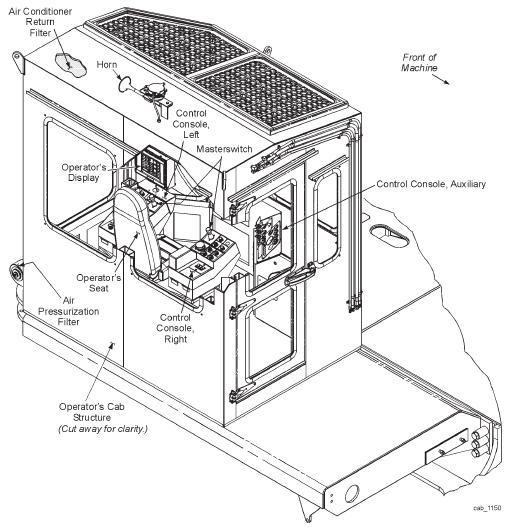 Air Conditioner
Return
Filter
Horn
Front of
Machine
Control
Console,
Left
Masterswitch
Operator's
Display
Control Console, Auxiliary
Operator's
Seat
Air
Pressurization
Filter
Control
Console,
Right
Operator's Cab
Structure
(Cut away for clarity.)
cab_1150